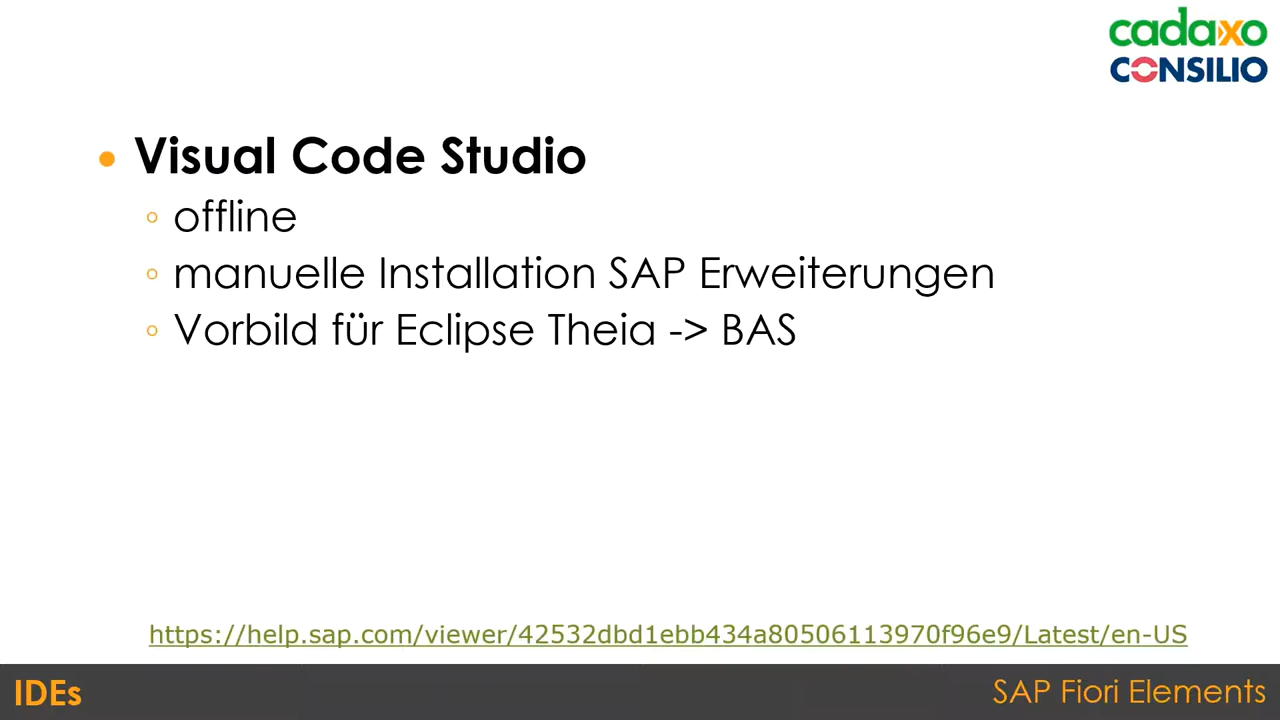 cadaxo
CONSILIO
• Visual Code Studio
◦ offline
◦ manuelle Installation SAP Erweiterungen
◦ Vorbild für Eclipse Theia -> BAS
https://help.sap.com/viewer/42532dbd1ebb434a80506113970f96e9/Latest/en-US
IDEs
SAP Fiori Elements